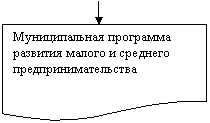 Муниципальная программа
развития малого и среднего
предпринимательства